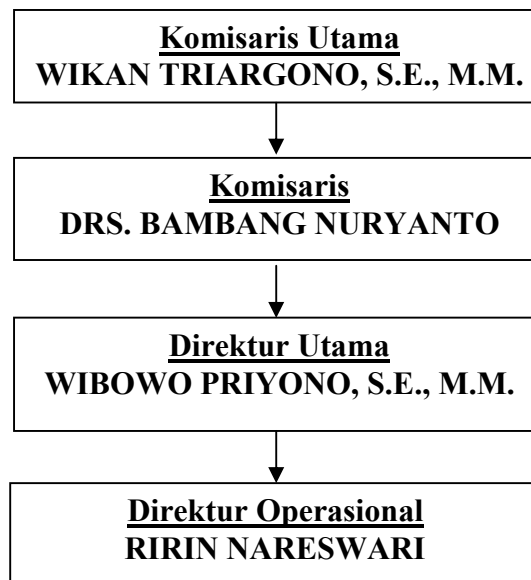 Komisaris Utama
WIKAN TRIARGONO, S.E., M.M.
Komisaris
DRS. BAMBANG NURYANTO
Direktur Utama
WIBOWO PRIYONO, S.E., M.M.
Direktur Operasional
RIRIN NARESWARI